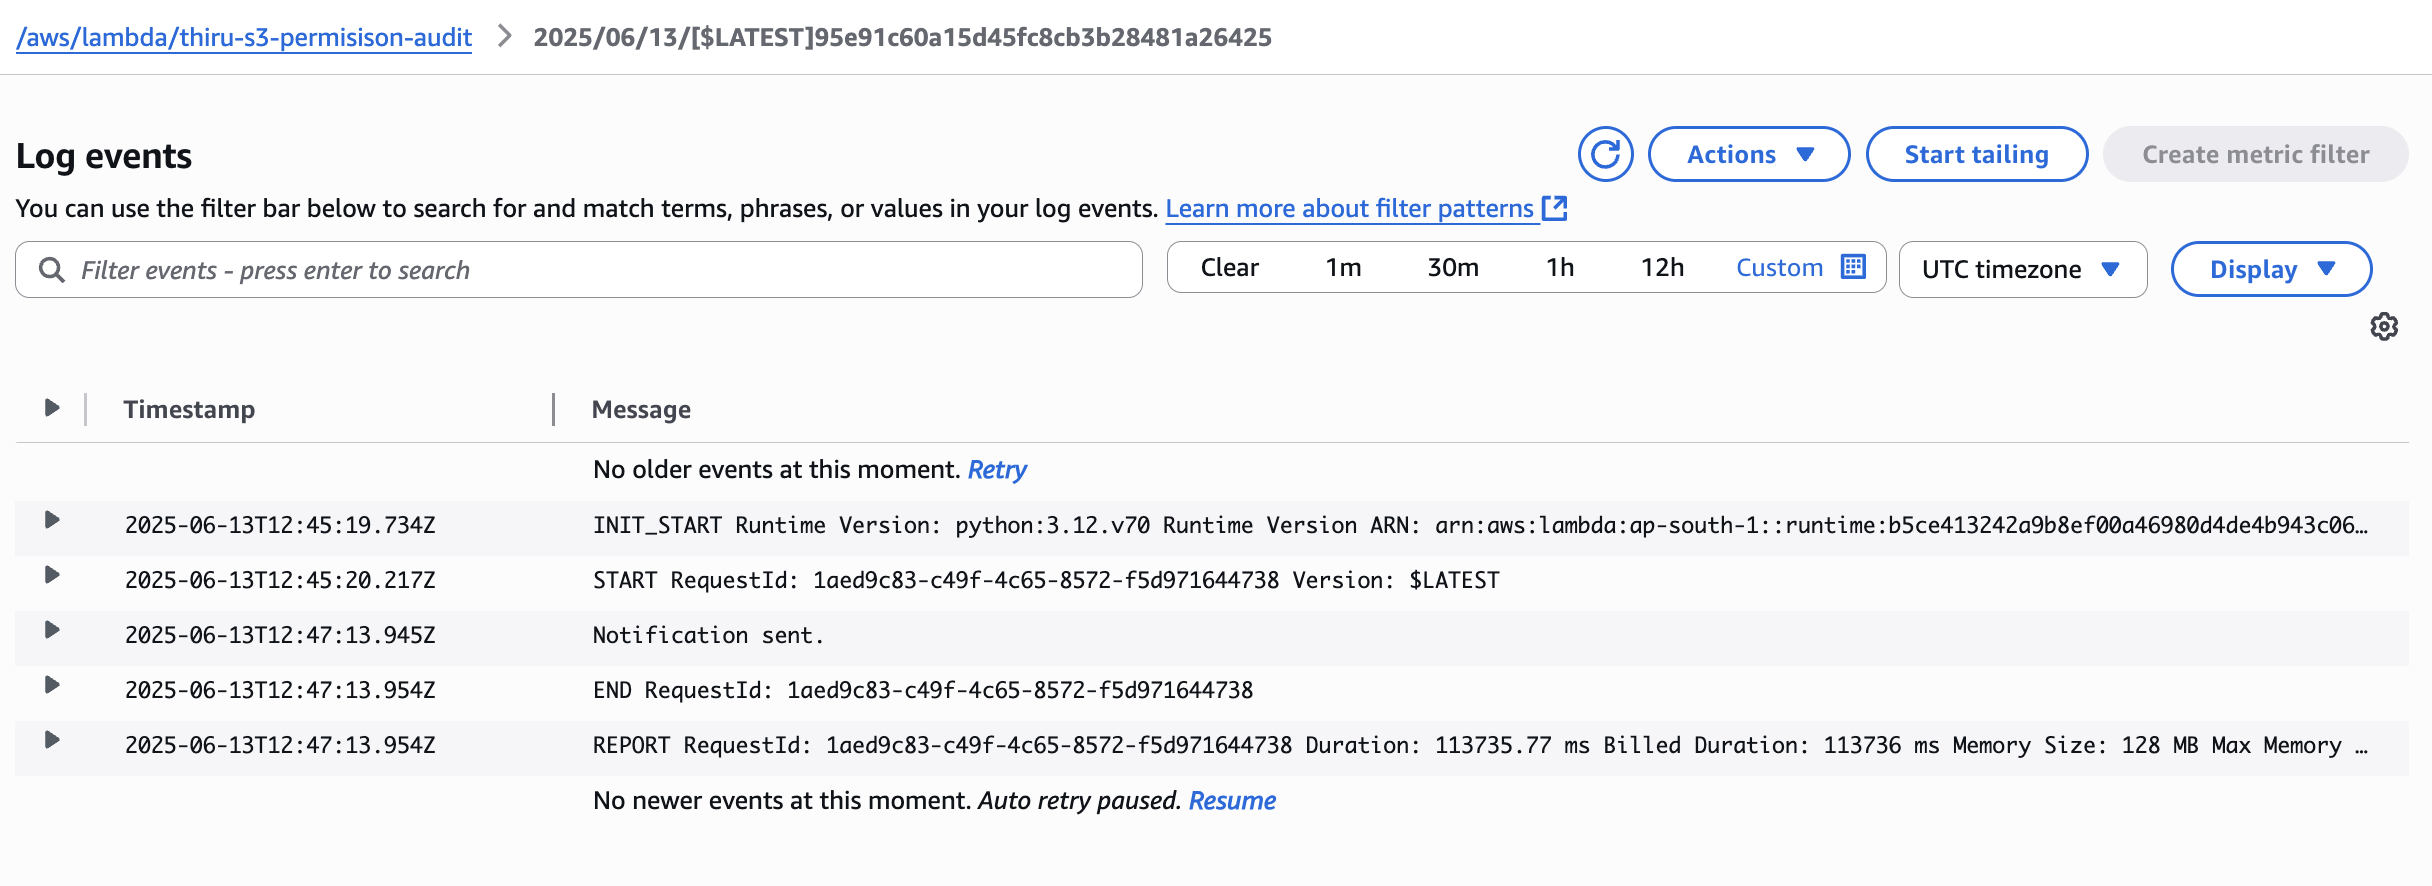 /aws/lambda/thiru-s3-permisison-audit > 2025/06/13/[$LATEST]95e91c60a15d45fc8cb3b28481a26425
Log events
Actions Start tailing Create metric filter
You can use the filter bar below to search for and match terms, phrases, or values in your log events. Learn more about filter patterns
Filter events - press enter to search Clear 1m 30m 1h 12h Custom UTC timezone Display
Timestamp Message
No older events at this moment. Retry
2025-06-13T12:45:19.734Z INIT_START Runtime Version: python:3.12.v70 Runtime Version ARN: arn:aws:lambda:ap-south-1::runtime:b5ce413242a9b8ef00a46980d4de4b943c06…
2025-06-13T12:45:20.217Z START RequestId: 1aed9c83-c49f-4c65-8572-f5d971644738 Version: $LATEST
2025-06-13T12:47:13.945Z Notification sent.
2025-06-13T12:47:13.954Z END RequestId: 1aed9c83-c49f-4c65-8572-f5d971644738
2025-06-13T12:47:13.954Z REPORT RequestId: 1aed9c83-c49f-4c65-8572-f5d971644738 Duration: 113735.77 ms Billed Duration: 113736 ms Memory Size: 128 MB Max Memory …
No newer events at this moment. Auto retry paused. Resume